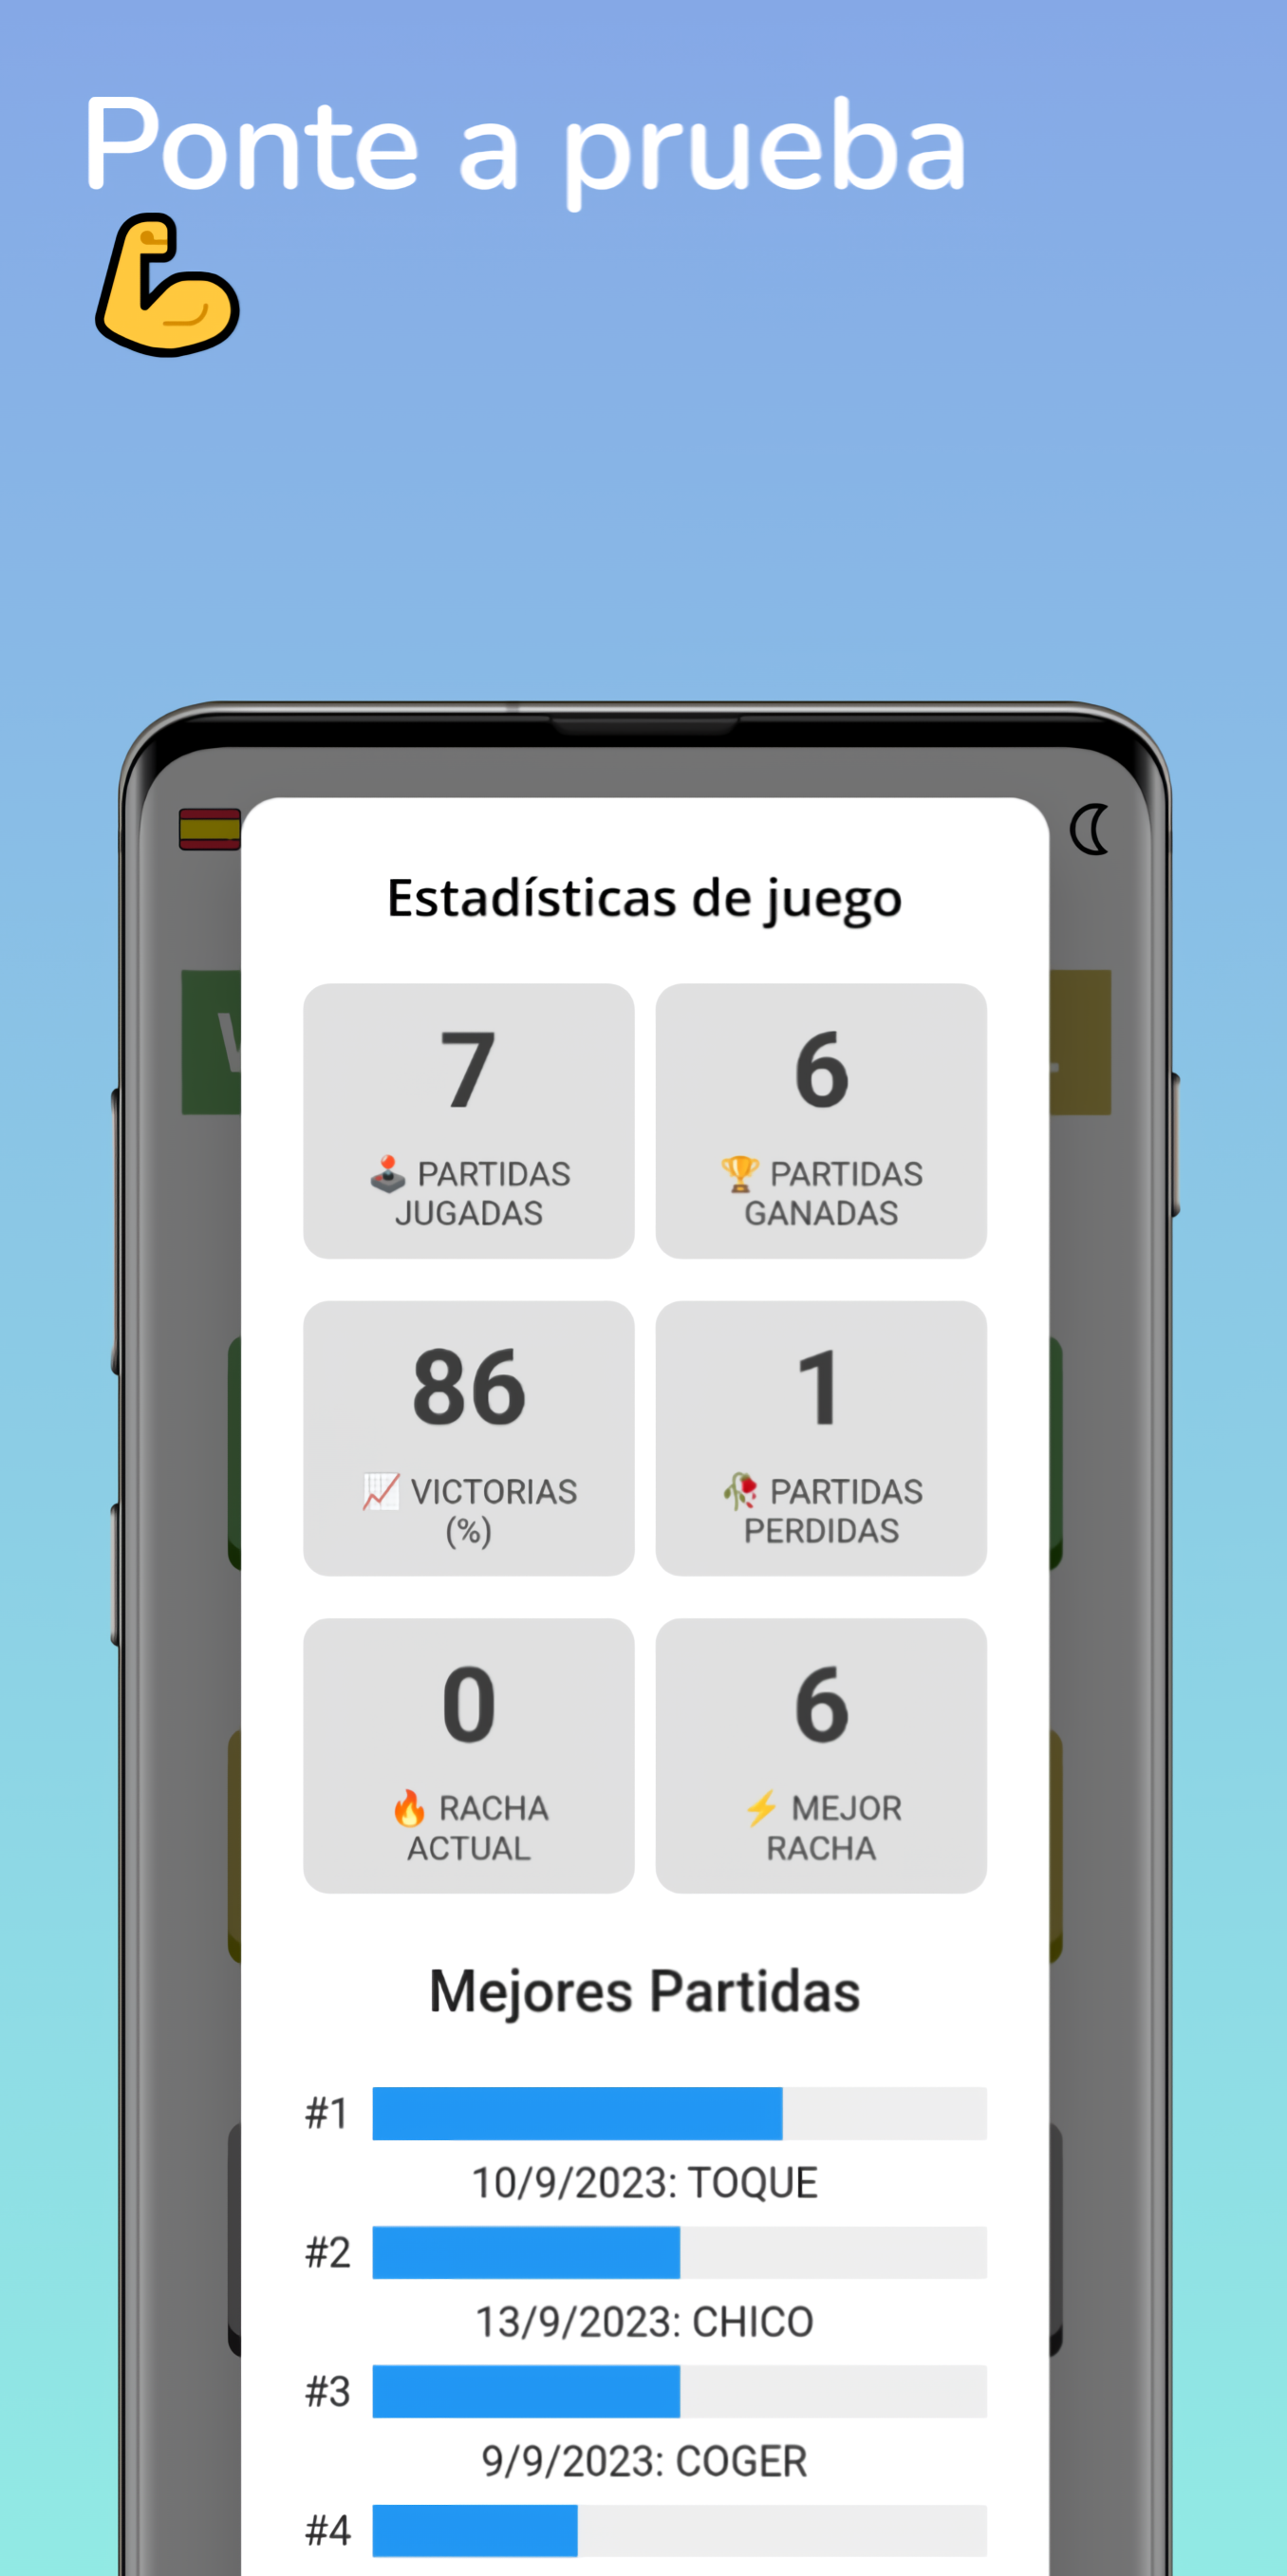 Ponte a prueba
Estadísticas de juego
7
PARTIDAS
JUGADAS
6
PARTIDAS
GANADAS
86
VICTORIAS
(%)
1
PARTIDAS
PERDIDAS
0
RACHA
ACTUAL
6
MEJOR
RACHA
Mejores Partidas
#1
10/9/2023: TOQUE
#2
13/9/2023: CHICO
#3
9/9/2023: COGER
#4